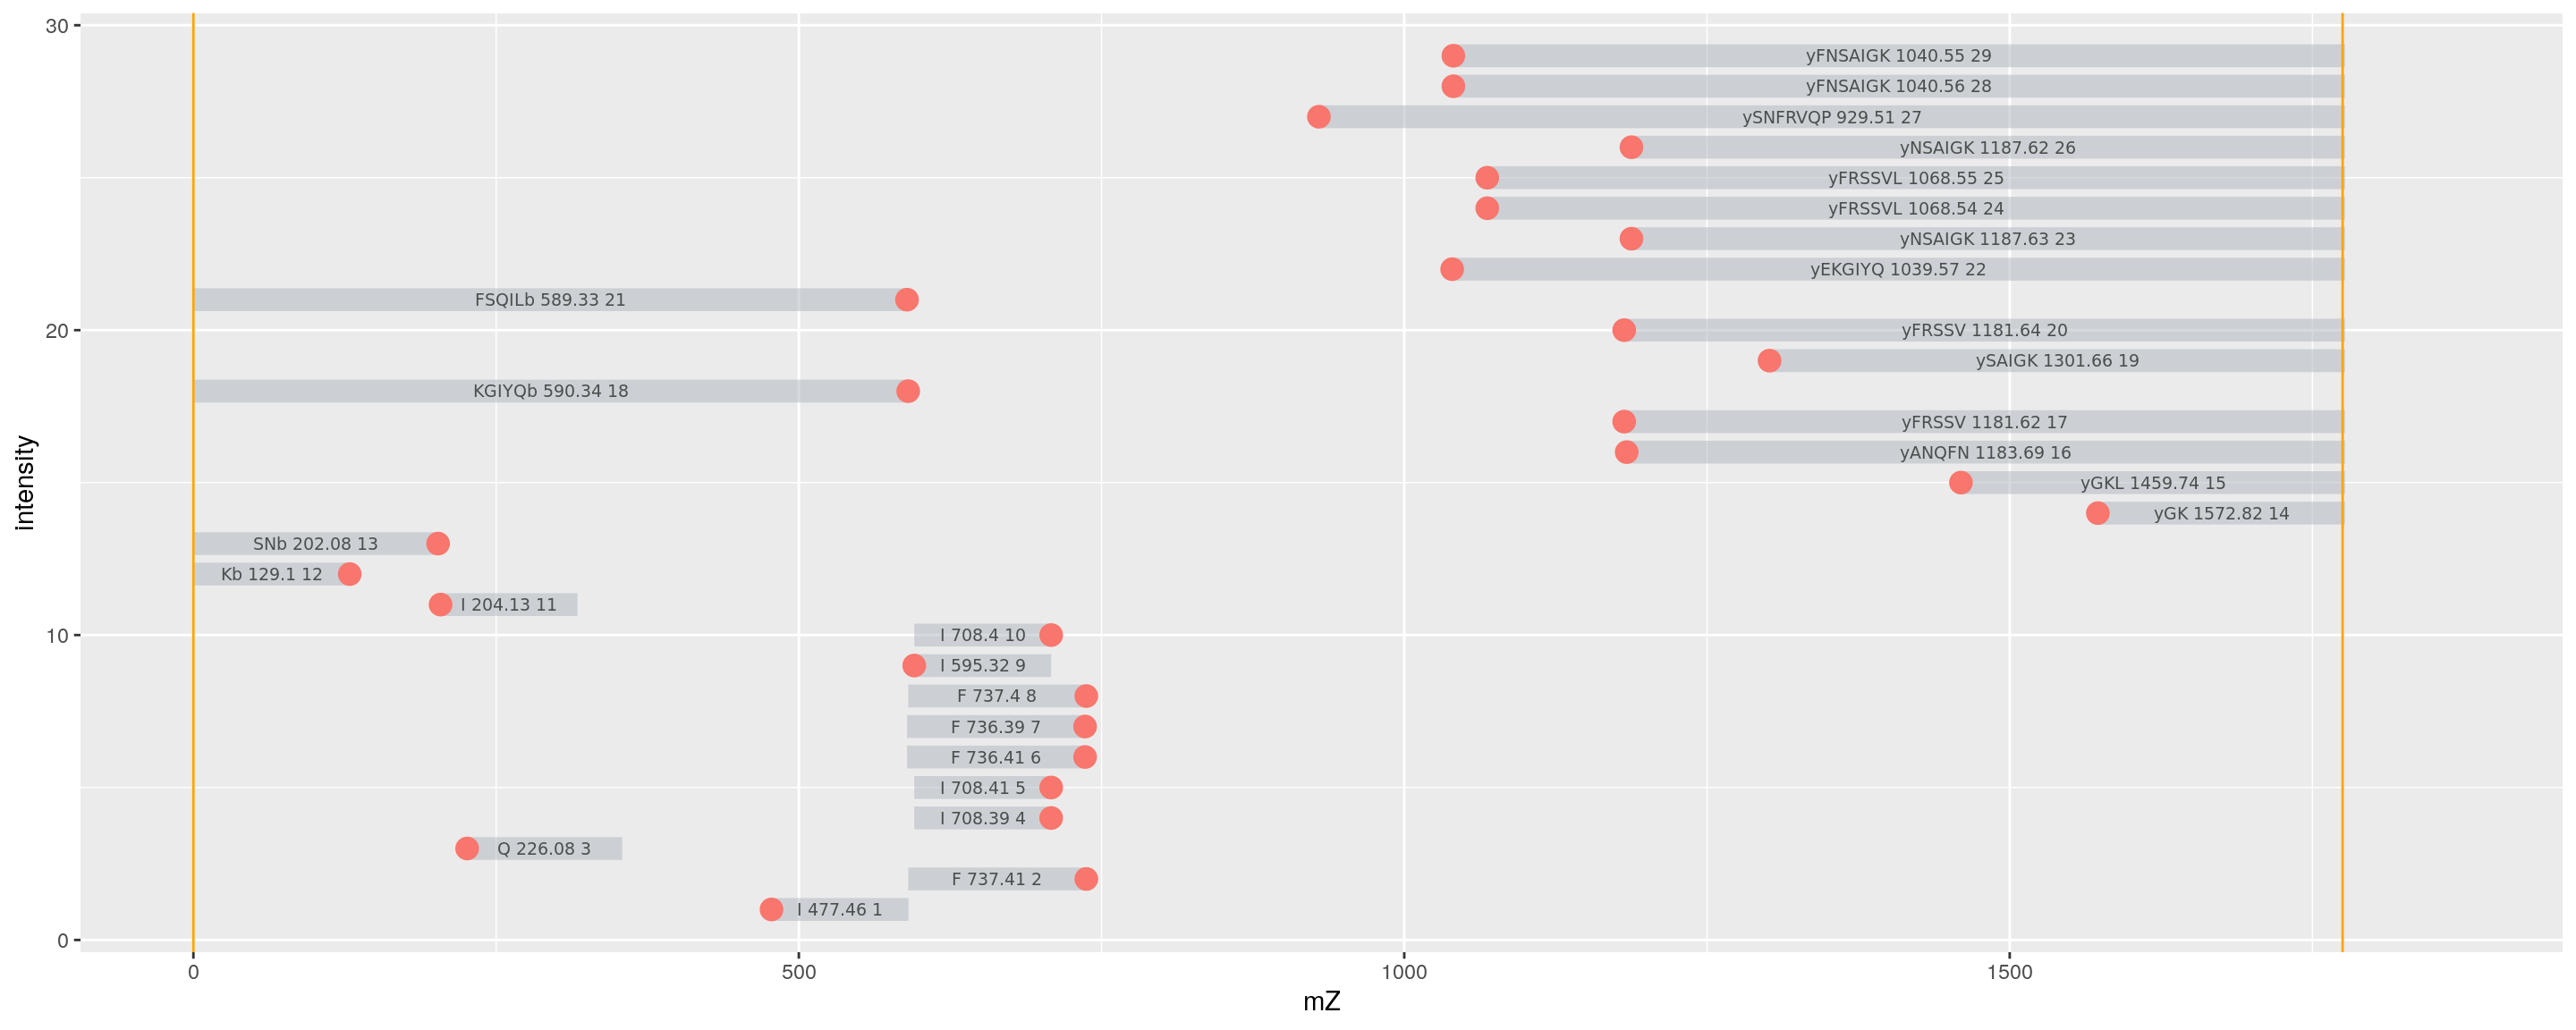 30
yFNSAIGK 1040.55 29
yFNSAIGK 1040.56 28
ySNFRVQP 929.51 27
yNSAIGK 1187.62 26
yFRSSVL 1068.55 25
yFRSSVL 1068.54 24
yNSAIGK 1187.63 23
yEKGIYQ 1039.57 22
FSQILb 589.33 21
20
yFRSSV 1181.64 20
ySAIGK 1301.66 19
KGIYQb 590.34 18
yFRSSV 1181.62 17
yANQFN 1183.69 16
yGKL 1459.74 15
yGK 1572.82 14
SNb 202.08 13
Kb 129.1 12
I 204.13 11
10
I 708.4 10
I 595.32 9
F 737.4 8
F 736.39 7
F 736.41 6
I 708.41 5
I 708.39 4
Q 226.08 3
F 737.41 2
I 477.46 1
0
intensity
0 500 1000 1500
mZ